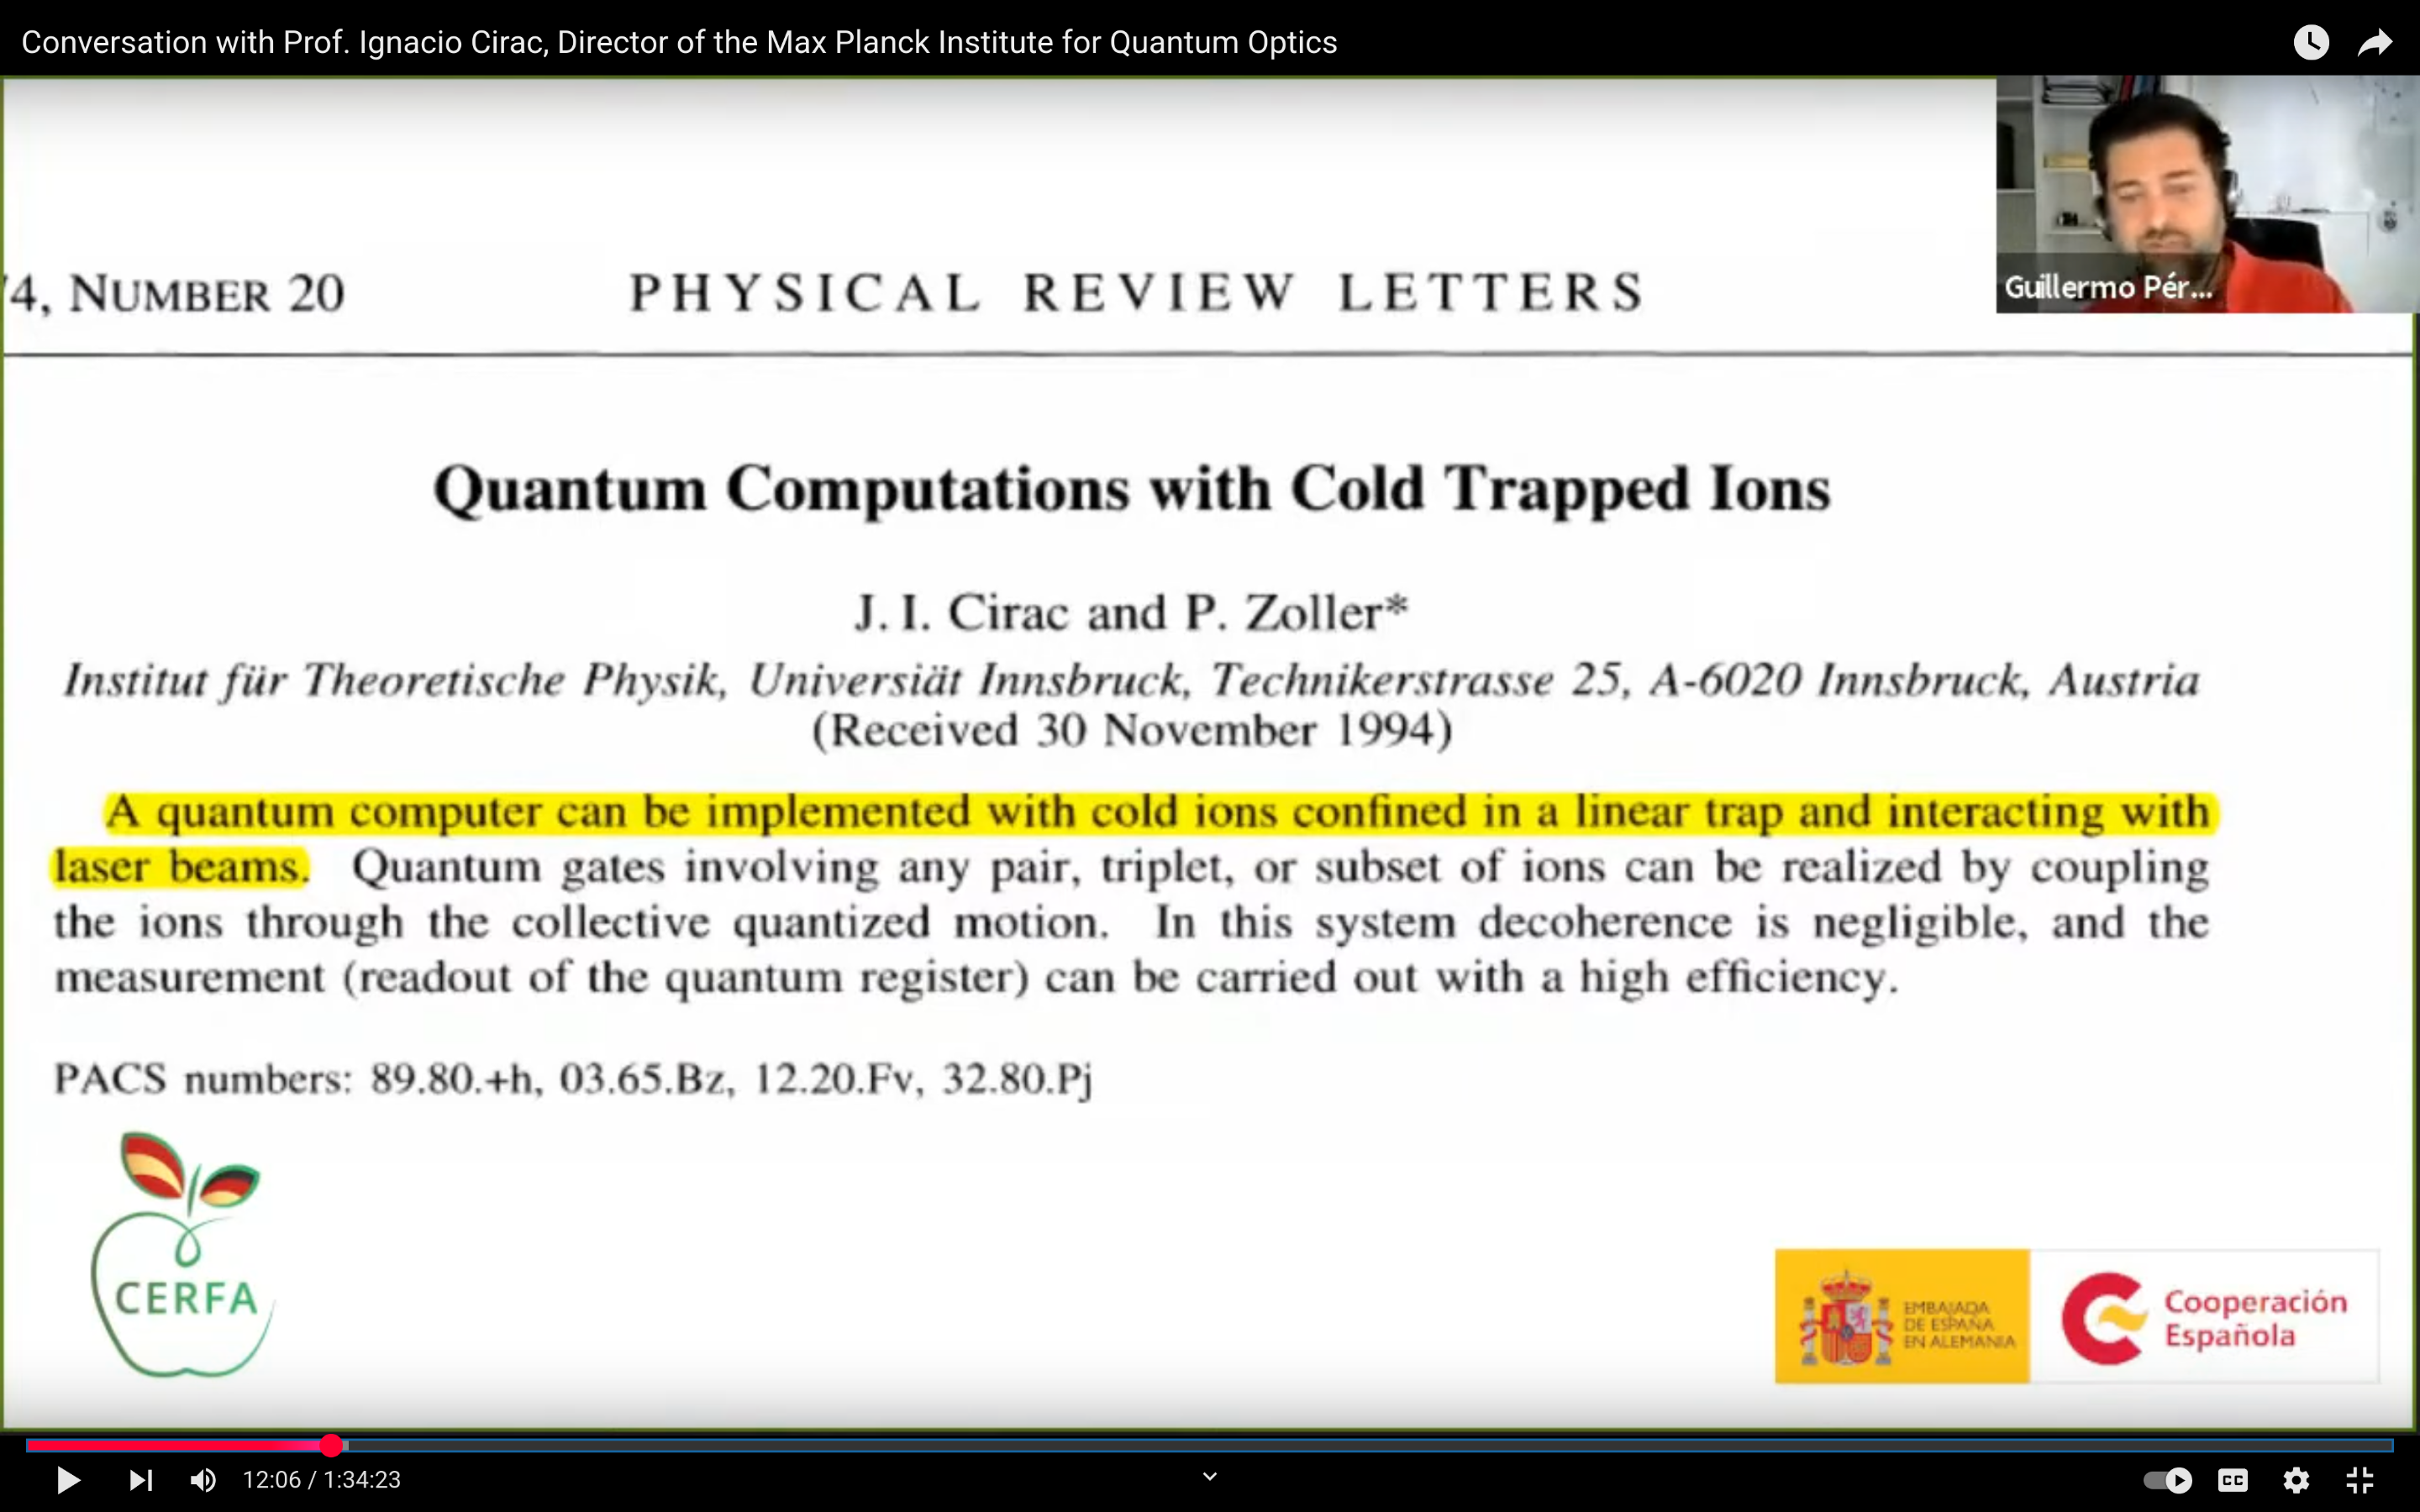 Conversation with Prof. Ignacio Cirac, Director of the Max Planck Institute for Quantum Optics
Guillermo Pér...
4, NUMBER 20
PHYSICAL REVIEW LETTERS
Quantum Computations with Cold Trapped Ions
J. I. Cirac and P. Zoller*
Institut für Theoretische Physik, Universiät Innsbruck, Technikerstrasse 25, A-6020 Innsbruck, Austria
(Received 30 November 1994)
A quantum computer can be implemented with cold ions confined in a linear trap and interacting with
laser beams. Quantum gates involving any pair, triplet, or subset of ions can be realized by coupling
the ions through the collective quantized motion. In this system decoherence is negligible, and the
measurement (readout of the quantum register) can be carried out with a high efficiency.
PACS numbers: 89.80.+h, 03.65.Bz, 12.20.Fv, 32.80.Pj
CERFA
EMBAJADA
DE ESPAÑA
EN ALEMANIA
Cooperación
Española
12:06 / 1:34:23
CC